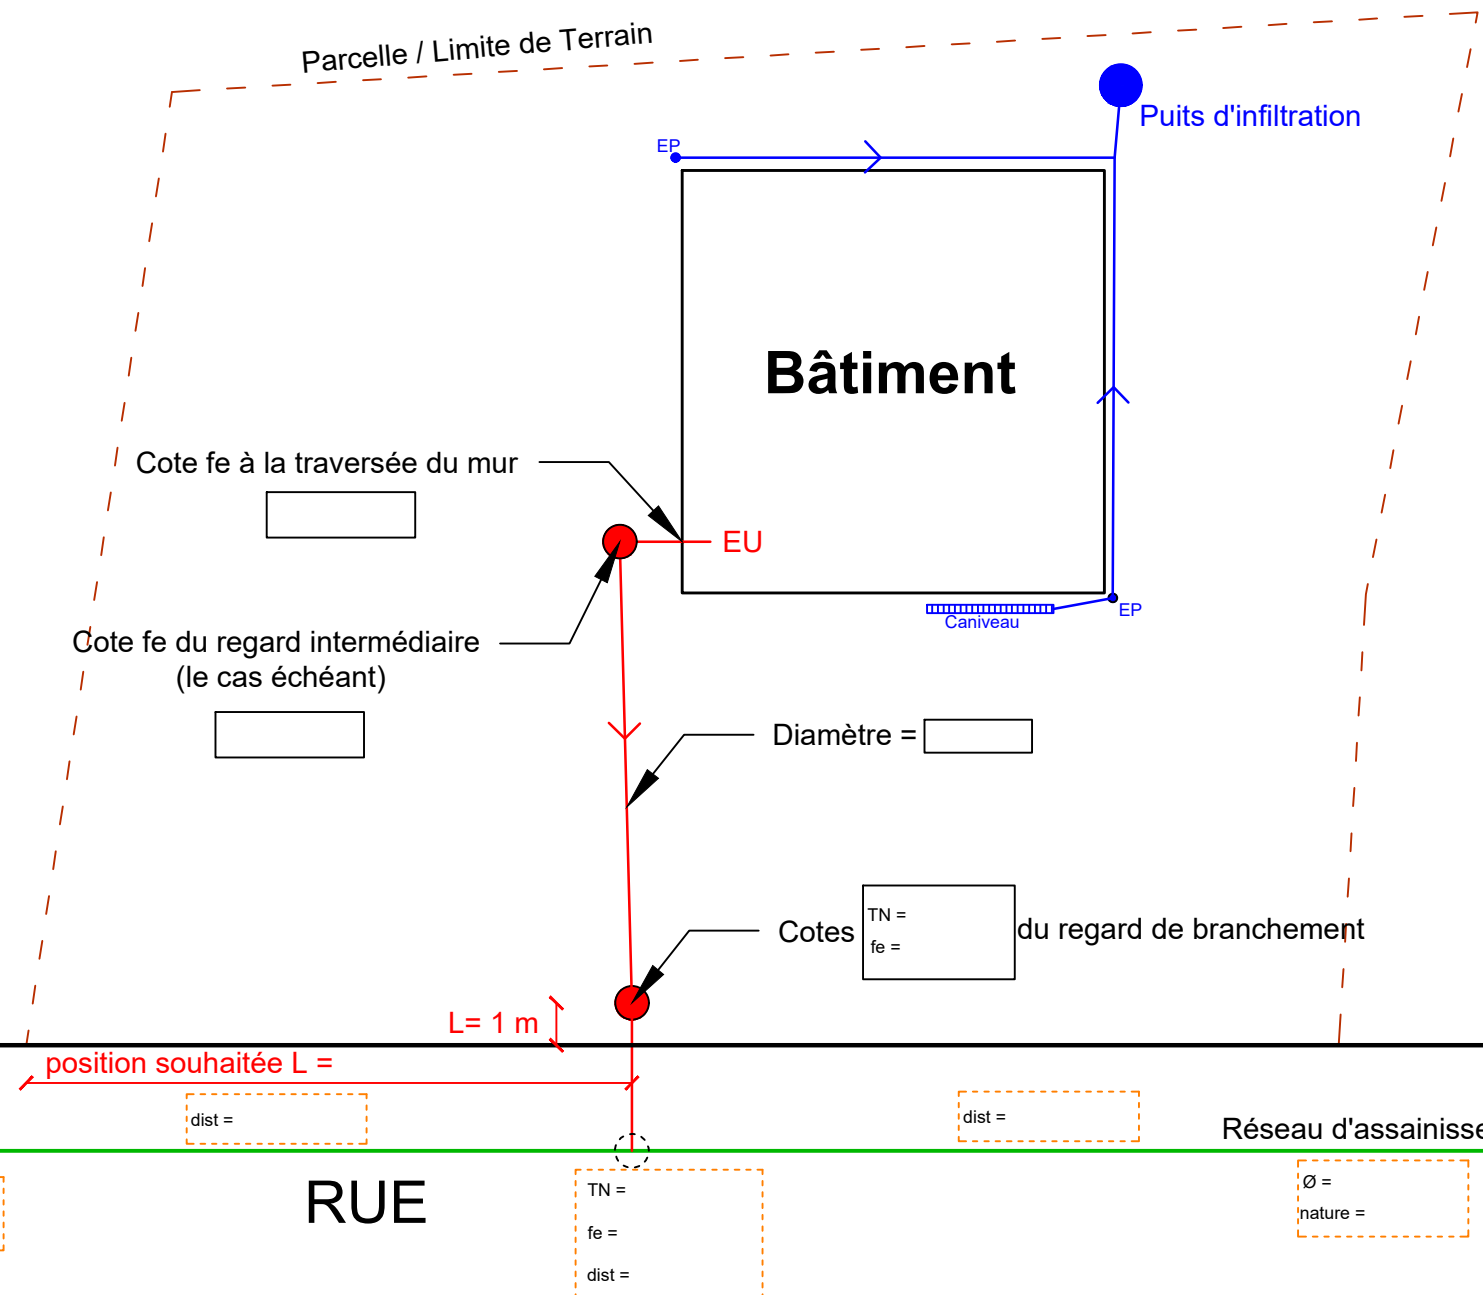 Parcelle / Limite de Terrain
Puits d'infiltration
EP
Bâtiment
Cote fe à la traversée du mur
EU
EP
Caniveau
Cote fe du regard intermédiaire
(le cas échéant)
Diamètre =
Cotes
TN =
fe =
du regard de branchement
L= 1 m
position souhaitée L =
dist =
dist =
Réseau d'assainisse
RUE
TN =
fe =
dist =
Ø =
nature =